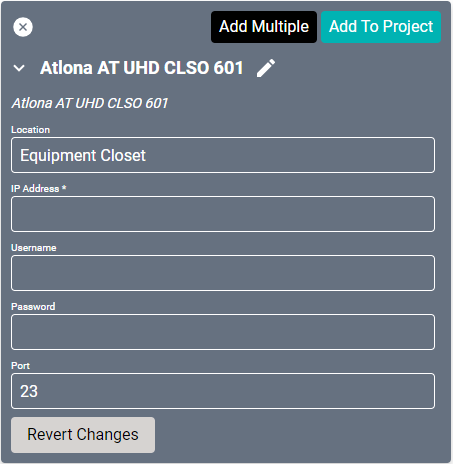 Add Multiple
Add To Project
Atlona AT UHD CLSO 601
Atlona AT UHD CLSO 601
Location
Equipment Closet
IP Address *
Username
Password
Port
23
Revert Changes